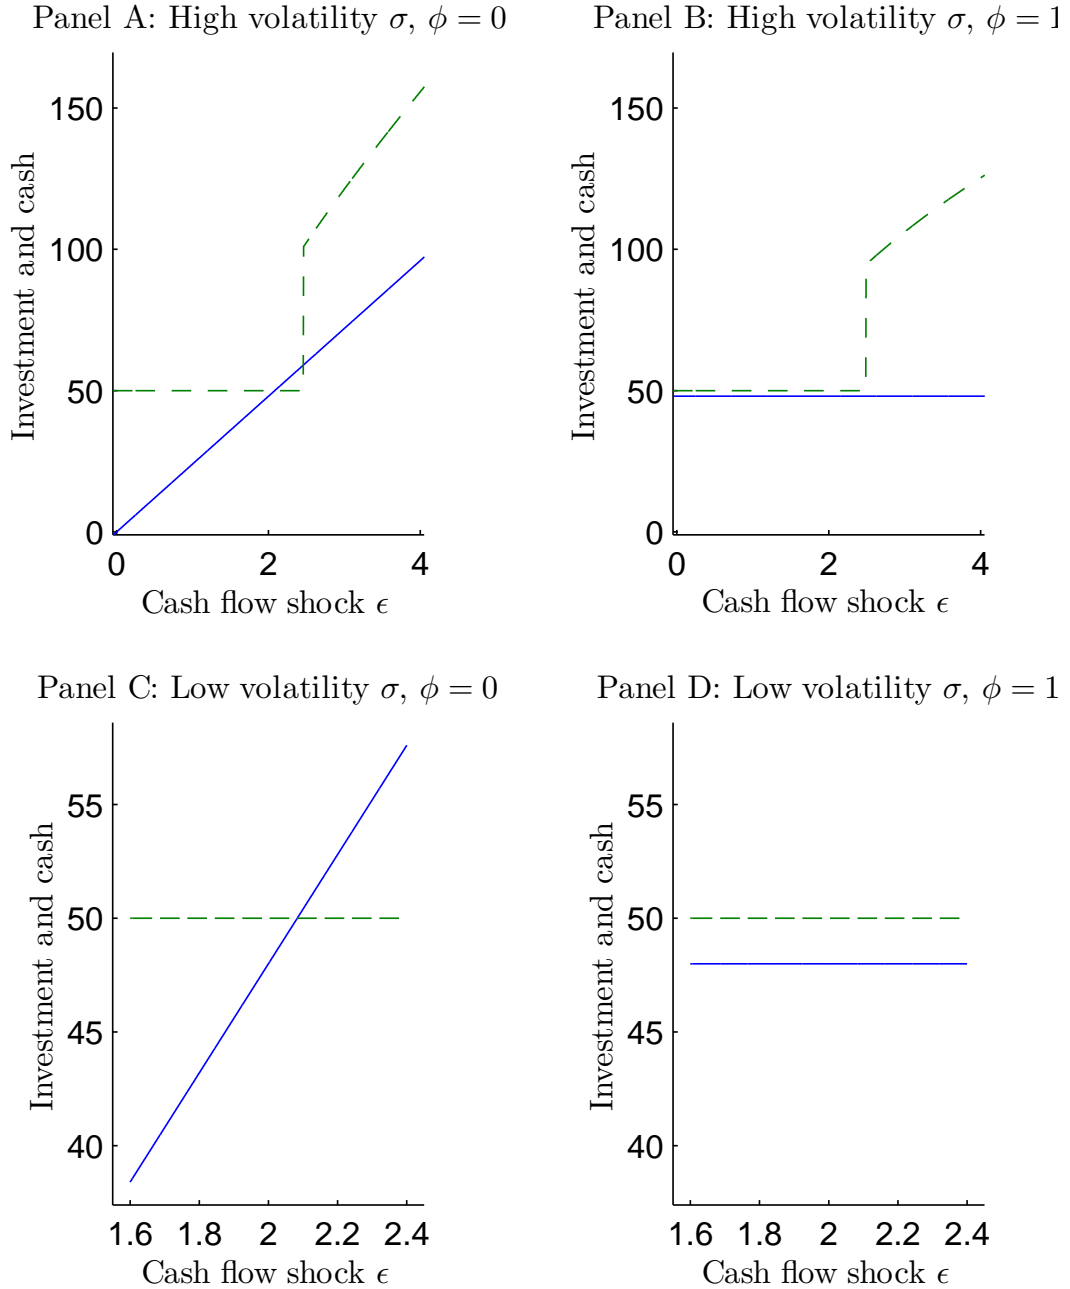 Panel A: High volatility σ, ϕ = 0
Panel B: High volatility σ, ϕ = 1
150
100
50
0
Investment and cash
0 2 4
Cash flow shock ϵ
150
100
50
0
Investment and cash
0 2 4
Cash flow shock ϵ
Panel C: Low volatility σ, ϕ = 0
Panel D: Low volatility σ, ϕ = 1
55
50
45
40
Investment and cash
1.6 1.8 2 2.2 2.4
Cash flow shock ϵ
55
50
45
40
Investment and cash
1.6 1.8 2 2.2 2.4
Cash flow shock ϵ